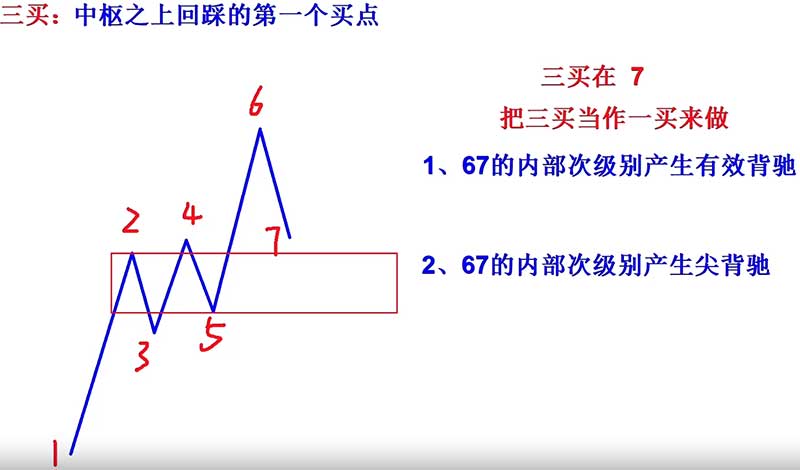 三买：中枢之上回踩的第一个买点
三买在 7
把三买当作一买来做
1、67的内部次级别产生有效背驰
2、67的内部次级别产生尖背驰
6
2
4
7
3
5
1